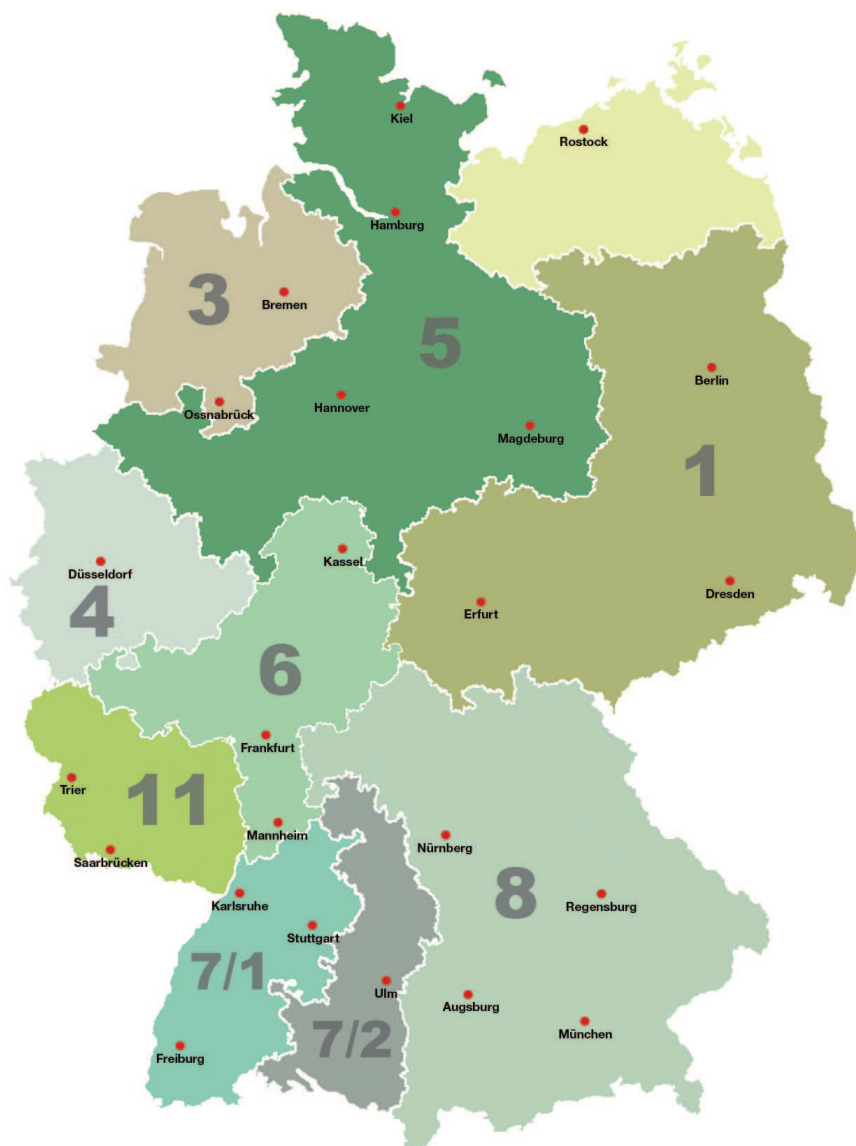 Kiel
Rostock
Hamburg
3
Bremen
5
Berlin
Ossnabrück
Hannover
Magdeburg
1
Kassel
Düsseldorf
4
Dresden
Erfurt
6
Frankfurt
Trier
11
Mannheim
Nürnberg
Saarbrücken
8
Karlsruhe
Regensburg
Stuttgart
7/1
Ulm
Augsburg
7/2
München
Freiburg